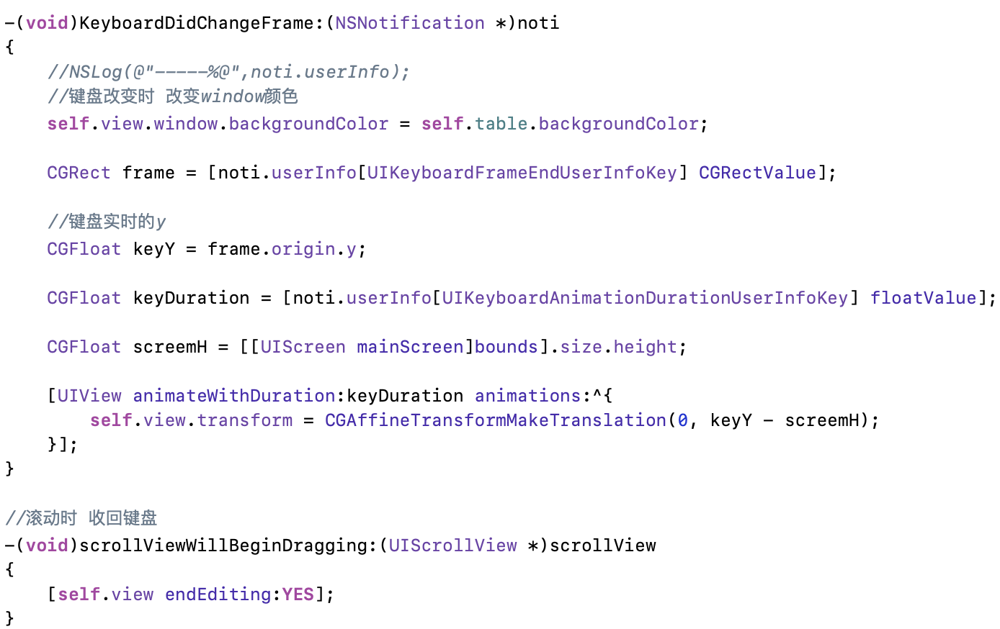 -(void)KeyboardDidChangeFrame:(NSNotification *)noti
{
    //NSLog(@"-----%@",noti.userInfo);
    //键盘改变时 改变window颜色
    self.view.window.backgroundColor = self.table.backgroundColor;

    CGRect frame = [noti.userInfo[UIKeyboardFrameEndUserInfoKey] CGRectValue];

    //键盘实时的y
    CGFloat keyY = frame.origin.y;

    CGFloat keyDuration = [noti.userInfo[UIKeyboardAnimationDurationUserInfoKey] floatValue];

    CGFloat screemH = [[UIScreen mainScreen]bounds].size.height;

    [UIView animateWithDuration:keyDuration animations:^{
        self.view.transform = CGAffineTransformMakeTranslation(0, keyY - screemH);
    }];
}

//滚动时 收回键盘
-(void)scrollViewWillBeginDragging:(UIScrollView *)scrollView
{
    [self.view endEditing:YES];
}